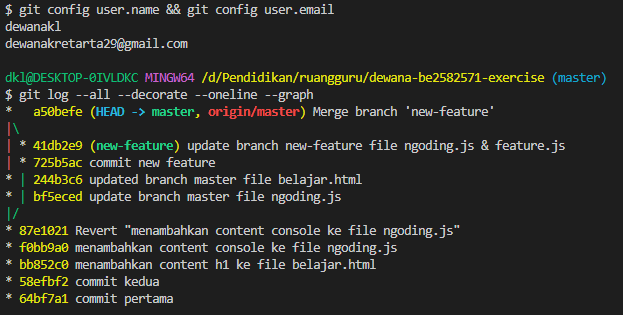 $ git config user.name && git config user.email
dewanakl
dewanakretarta29@gmail.com
dkl@DESKTOP-0IVLDKC MINGW64 /d/Pendidikan/ruangguru/dewana-be2582571-exercise (master)
$ git log --all --decorate --oneline --graph
*   a50befe (HEAD -> master, origin/master) Merge branch 'new-feature'
|\
| * 41db2e9 (new-feature) update branch new-feature file ngoding.js & feature.js
| * 725b5ac commit new feature
* | 244b3c6 updated branch master file belajar.html
* | bf5eced update branch master file ngoding.js
|/
* 87e1021 Revert "menambahkan content console ke file ngoding.js"
* f0bb9a0 menambahkan content console ke file ngoding.js
* bb852c0 menambahkan content h1 ke file belajar.html
* 58efbf2 commit kedua
* 64bf7a1 commit pertama